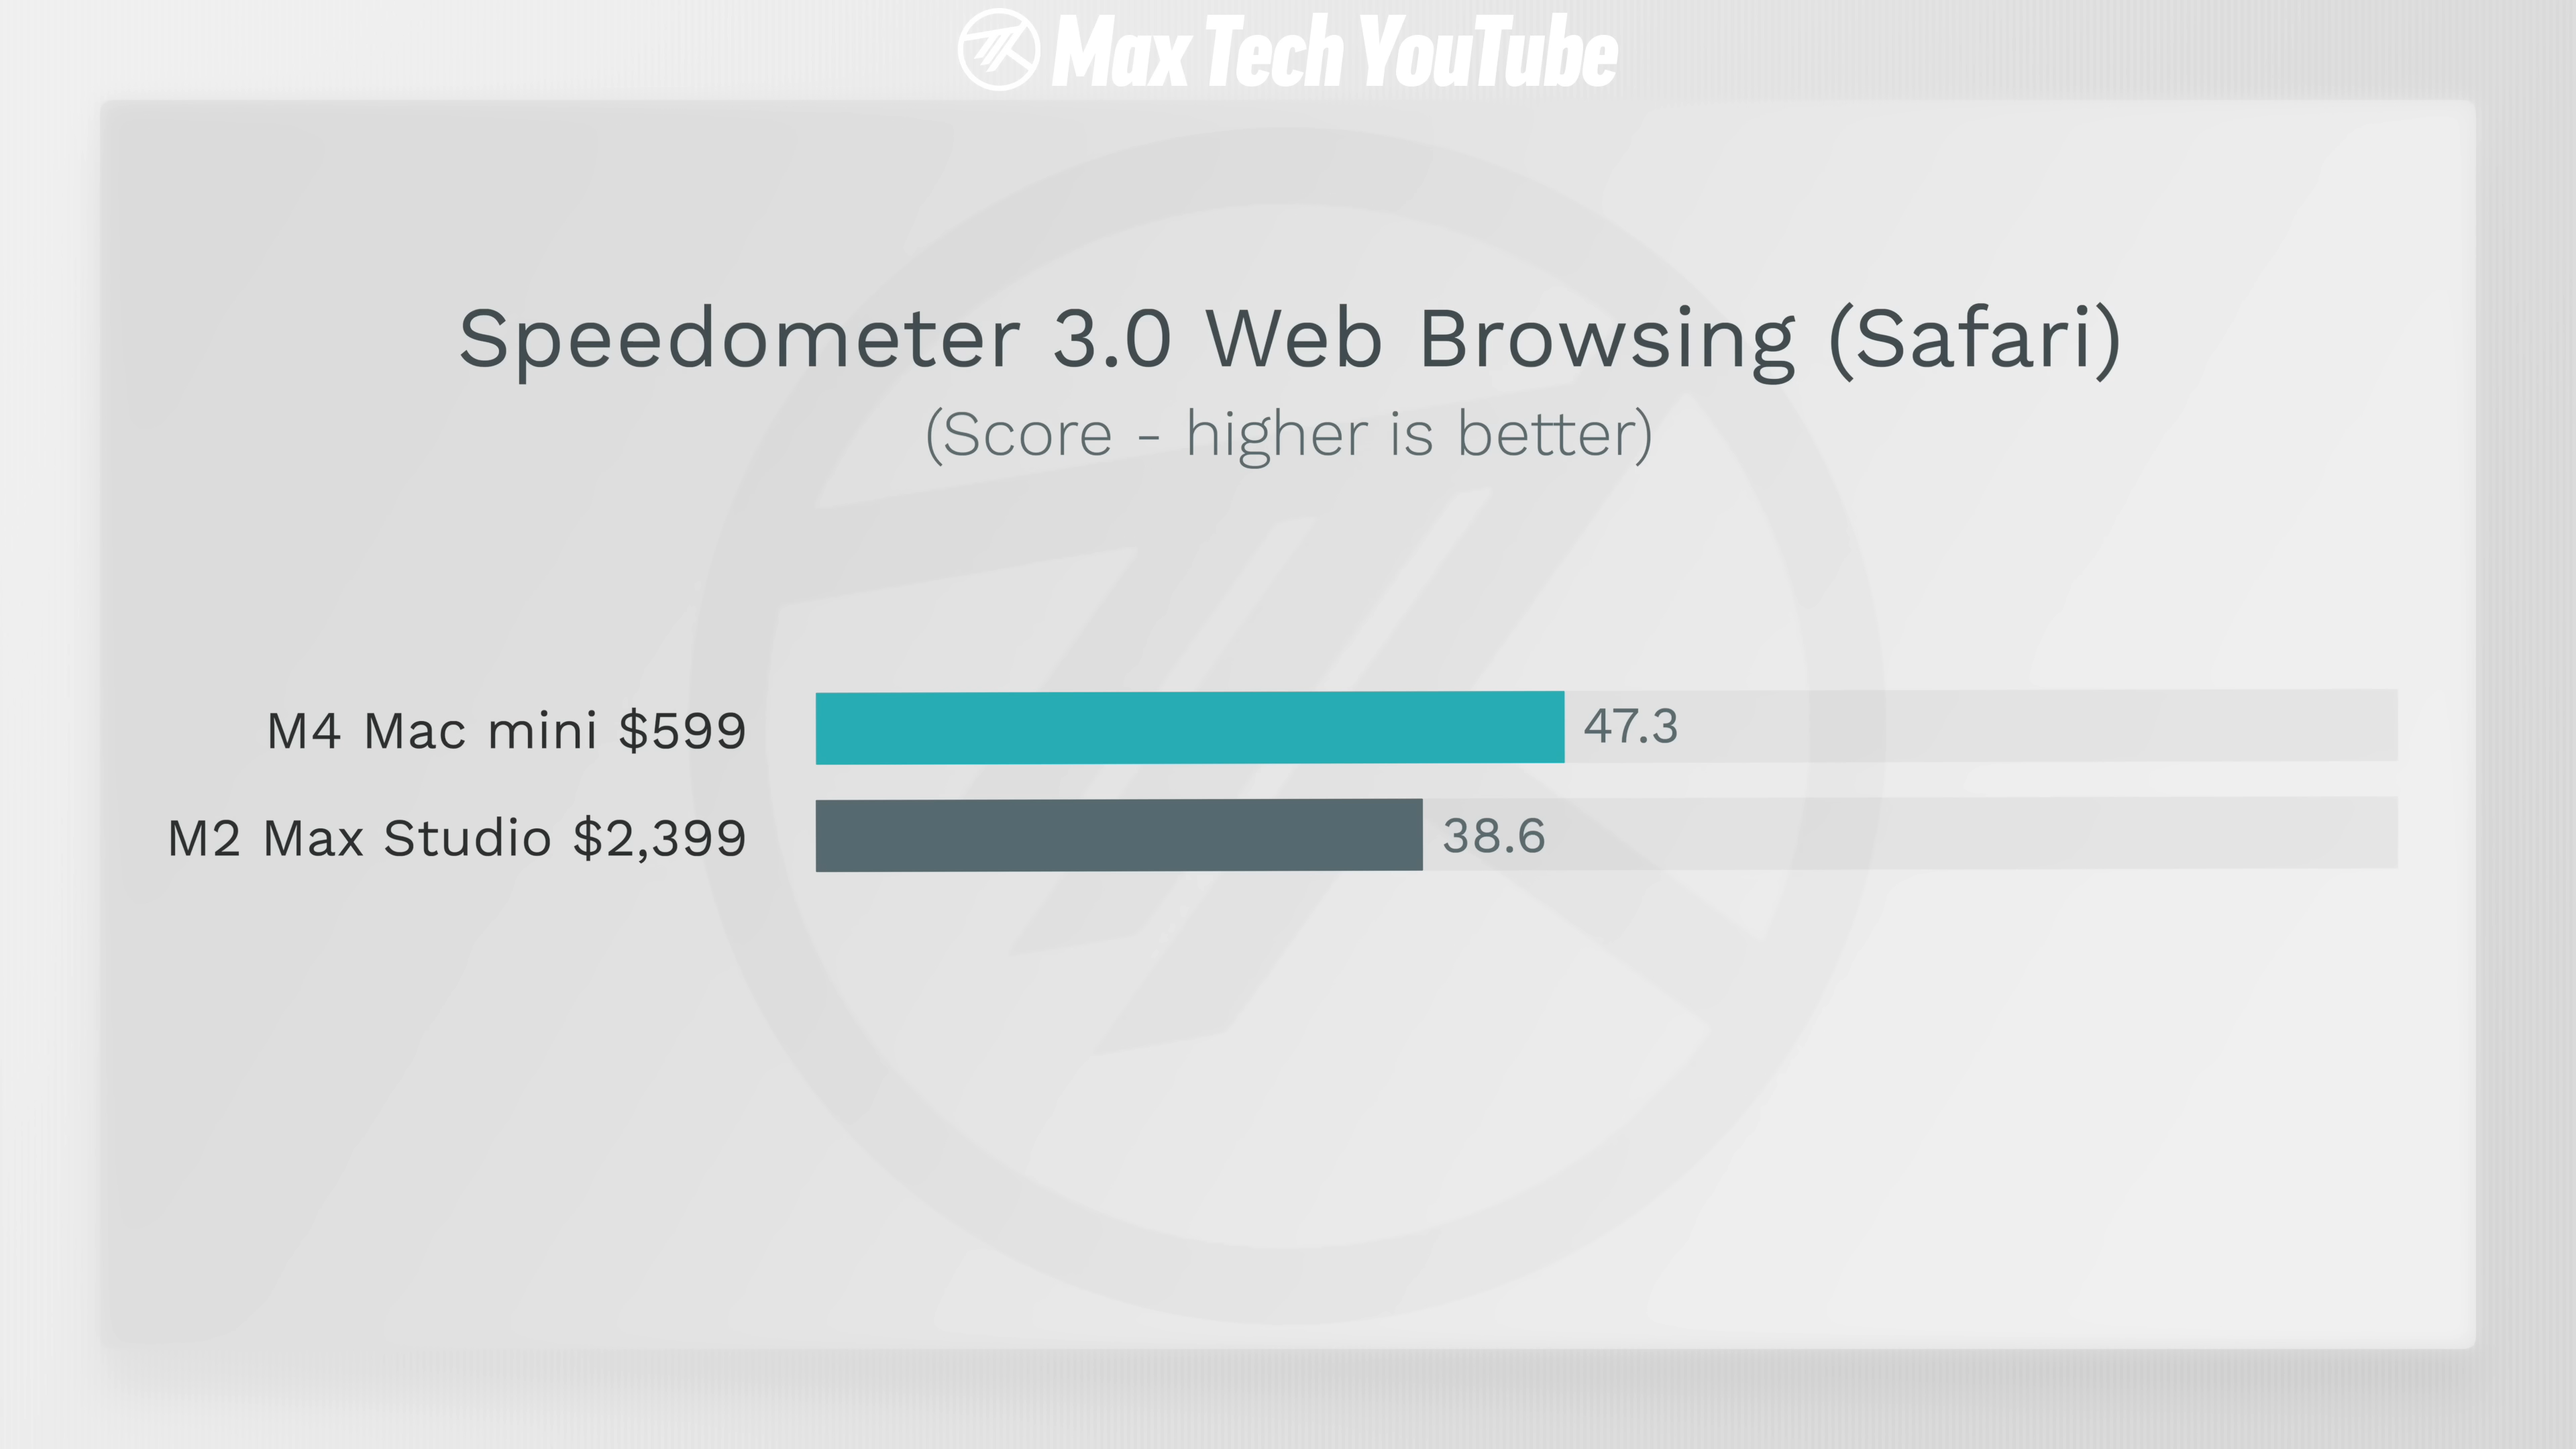 Max Tech YouTube
Speedometer 3.0 Web Browsing (Safari)
(Score - higher is better)
M4 Mac mini $599 47.3
M2 Max Studio $2,399 38.6